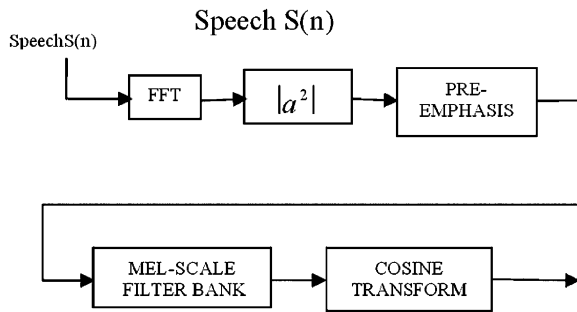 Speech S(n)
SpeechS(n)
FFT
|a²|
PRE-
EMPHASIS
MEL-SCALE
FILTER BANK
COSINE
TRANSFORM